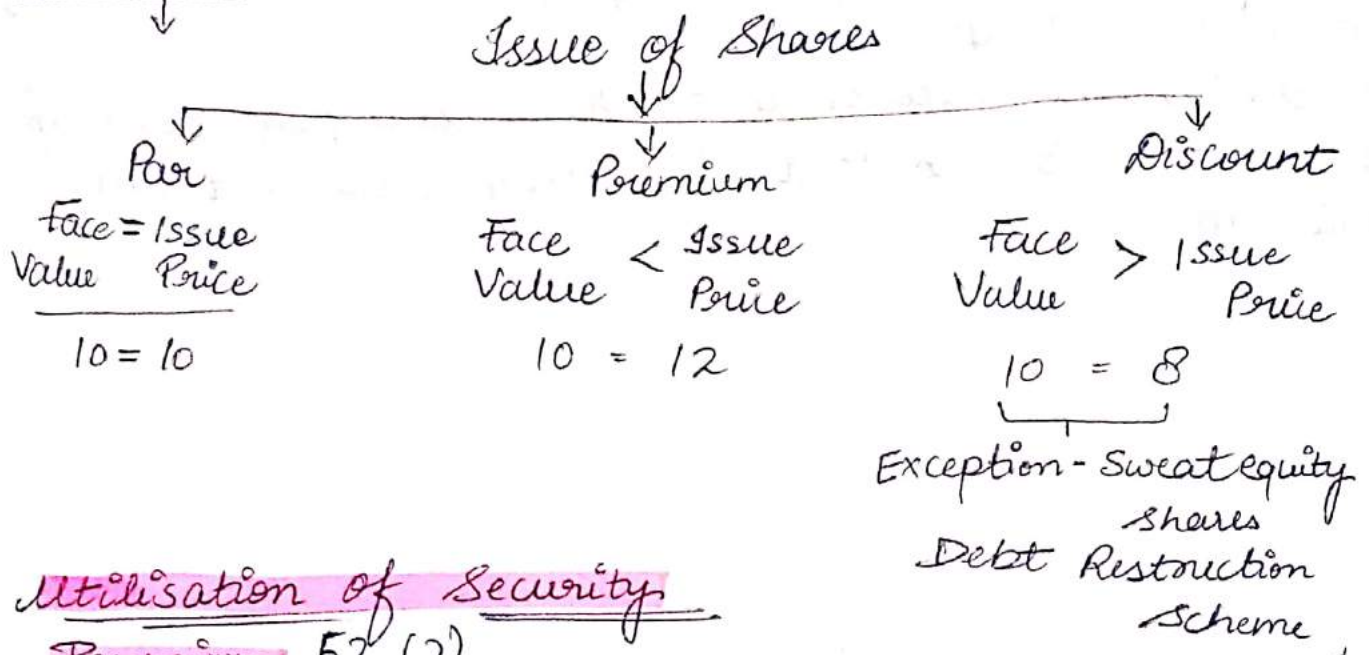 Issue of Shares
Par
Face = Issue
Value Price
10 = 10
Premium
Face < Issue
Value Price
10 = 12
Discount
Face > Issue
Value Price
10 = 8
Exception - Sweat equity
shares
Debt Restruction
Scheme
Utilisation of Security
Premium 52 (2)